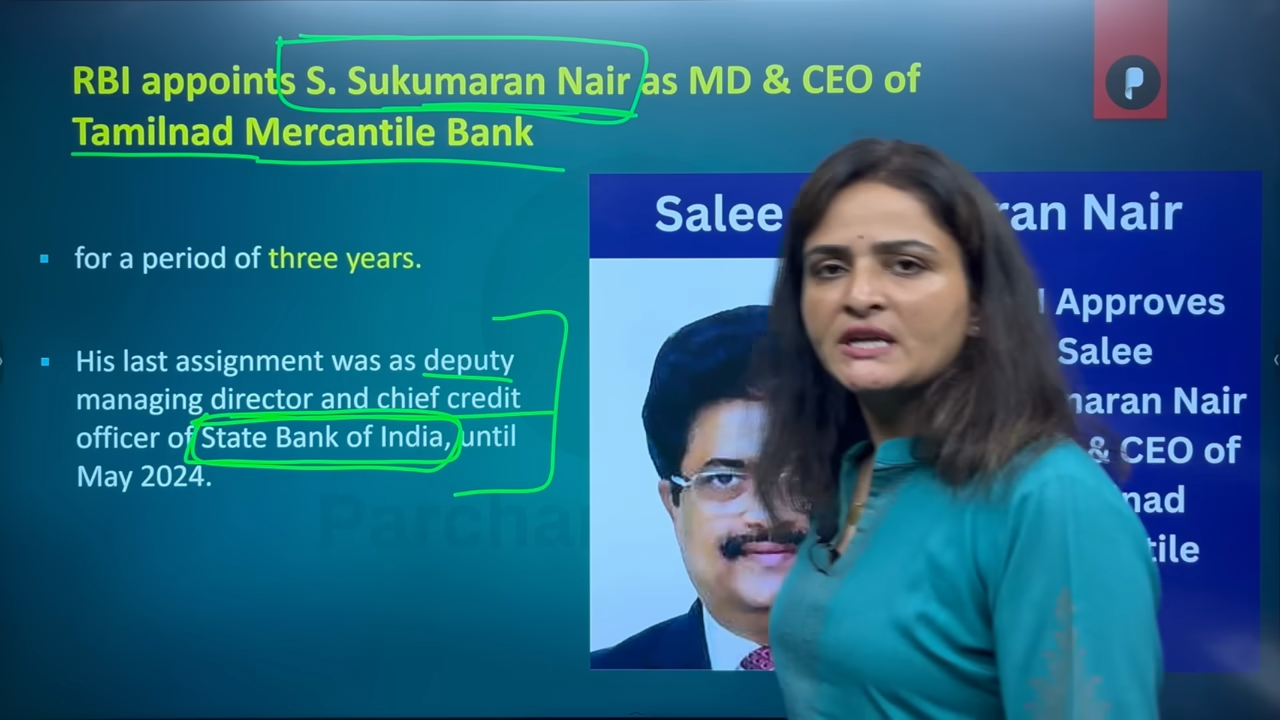 RBI appoints S. Sukumaran Nair as MD & CEO of
Tamilnad Mercantile Bank
for a period of three years.
His last assignment was as deputy
managing director and chief credit
officer of State Bank of India, until
May 2024.
Salee ran Nair
Approves
Salee
maran Nair
& CEO of
nad
tile